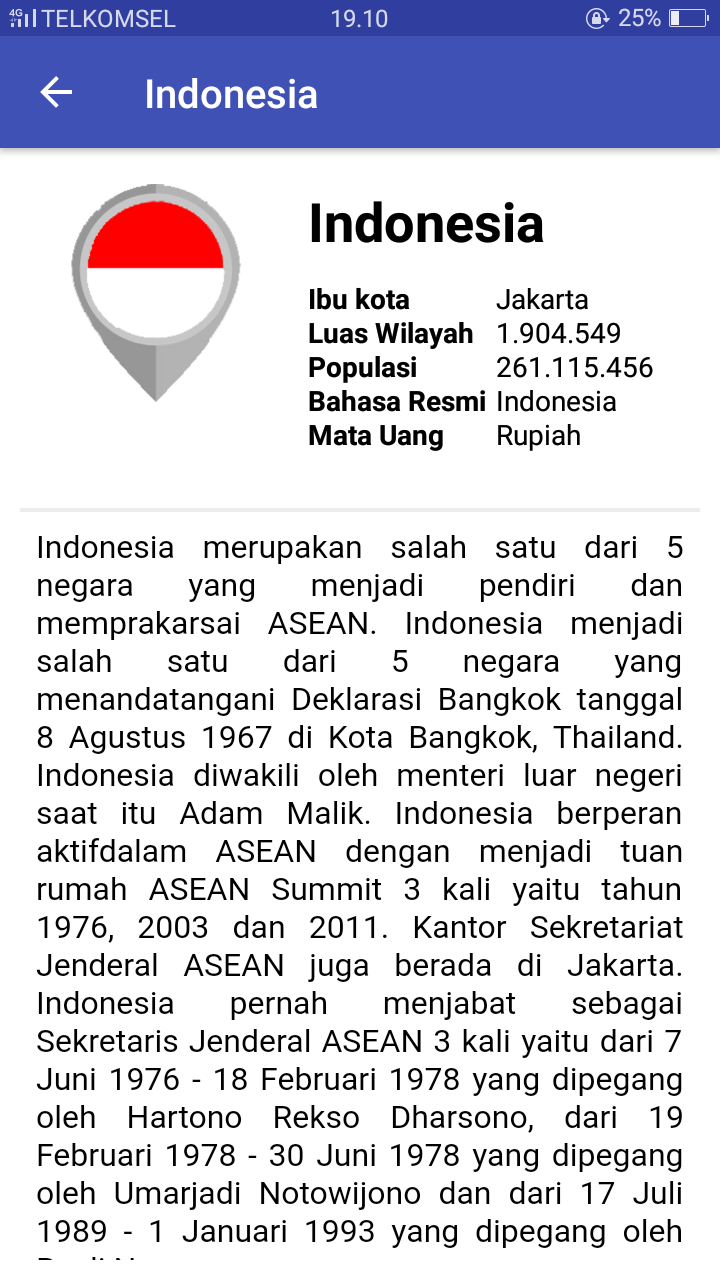 4G TELKOMSEL 19.10 25%
Indonesia
Indonesia
Ibu kota Jakarta
Luas Wilayah 1.904.549
Populasi 261.115.456
Bahasa Resmi Indonesia
Mata Uang Rupiah
Indonesia merupakan salah satu dari 5
negara yang menjadi pendiri dan
memprakarsai ASEAN. Indonesia menjadi
salah satu dari 5 negara yang
menandatangani Deklarasi Bangkok tanggal
8 Agustus 1967 di Kota Bangkok, Thailand.
Indonesia diwakili oleh menteri luar negeri
saat itu Adam Malik. Indonesia berperan
aktifdalam ASEAN dengan menjadi tuan
rumah ASEAN Summit 3 kali yaitu tahun
1976, 2003 dan 2011. Kantor Sekretariat
Jenderal ASEAN juga berada di Jakarta.
Indonesia pernah menjabat sebagai
Sekretaris Jenderal ASEAN 3 kali yaitu dari 7
Juni 1976 - 18 Februari 1978 yang dipegang
oleh Hartono Rekso Dharsono, dari 19
Februari 1978 - 30 Juni 1978 yang dipegang
oleh Umarjadi Notowijono dan dari 17 Juli
1989 - 1 Januari 1993 yang dipegang oleh